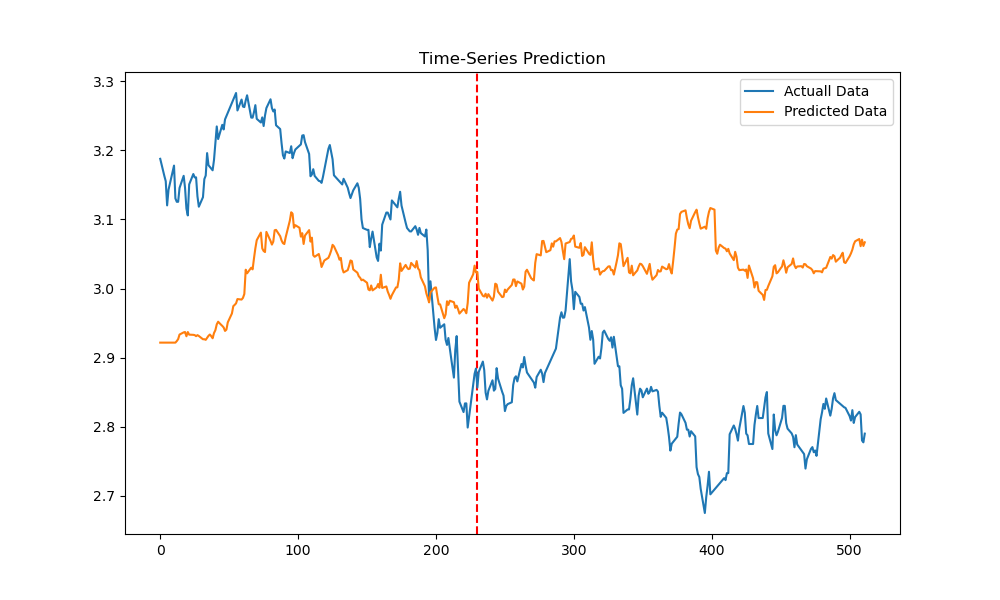 Time-Series Prediction
Actuall Data
Predicted Data
3.3
3.2
3.1
3.0
2.9
2.8
2.7
0 100 200 300 400 500